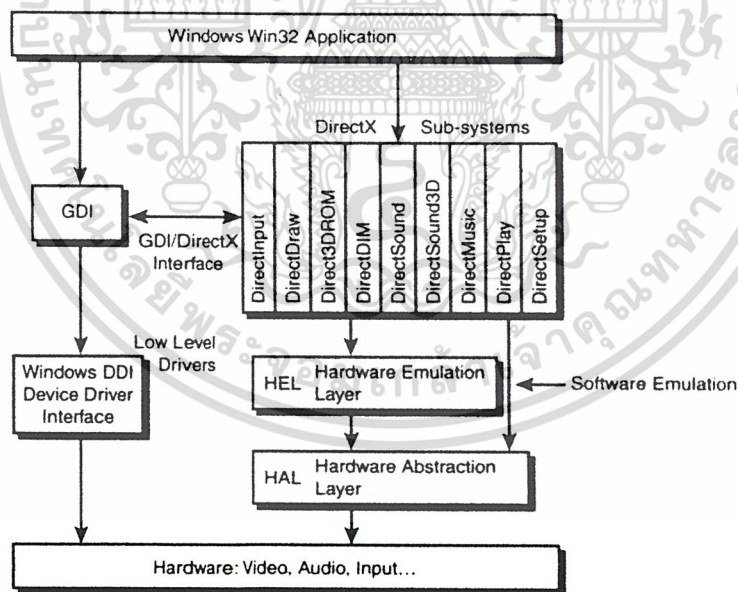 Windows Win32 Application
DirectX Sub-systems
GDI
GDI/DirectX
Interface
DirectInput
DirectDraw
Direct3DROM
DirectDIM
DirectSound
DirectSound3D
DirectMusic
DirectPlay
DirectSetup
Low Level
Drivers
Windows DDI
Device Driver
Interface
HEL Hardware Emulation
Layer
Software Emulation
HAL Hardware Abstraction
Layer
Hardware: Video, Audio, Input...